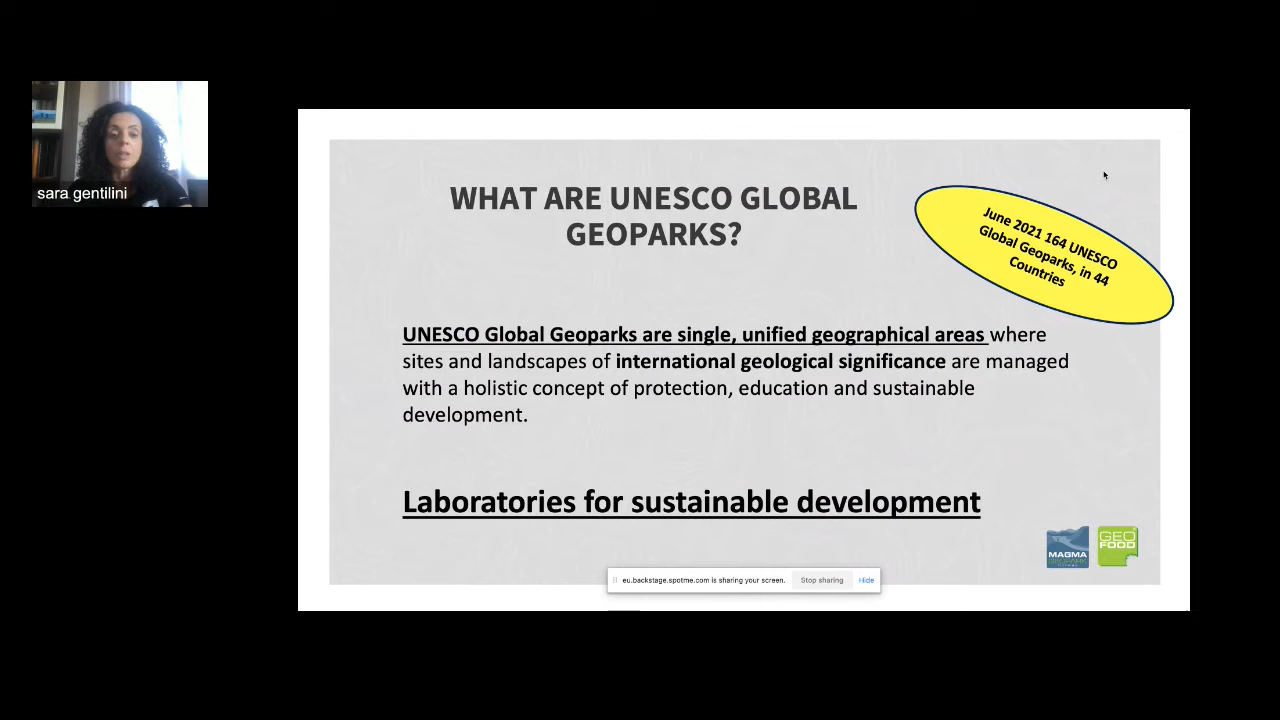 sara gentilini
WHAT ARE UNESCO GLOBAL
GEOPARKS?
June 2021 164 UNESCO
Global Geoparks, in 44
Countries
UNESCO Global Geoparks are single, unified geographical areas where
sites and landscapes of international geological significance are managed
with a holistic concept of protection, education and sustainable
development.
Laboratories for sustainable development
MAGMA
GEOPARK
GEO
FOOD
eu.backstage.spotme.com is sharing your screen.
Stop sharing
Hide